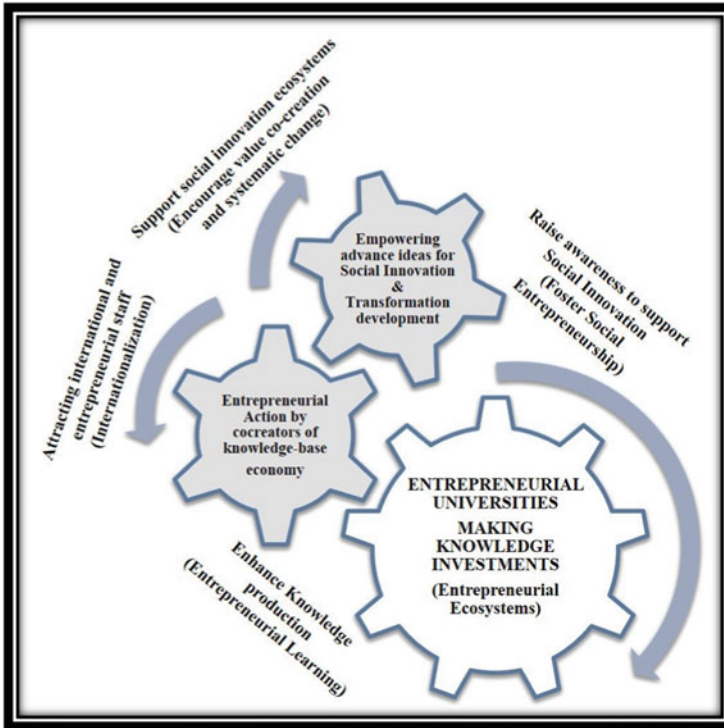 Support social innovation ecosystems
(Encourage value co-creation
and systematic change)
Attracting international and
entrepreneurial staff
(Internationalization)
Empowering
advance ideas for
Social Innovation
&
Transformation
development
Raise awareness to support
Social Innovation
(Foster Social
Entrepreneurship)
Entrepreneurial
Action by
cocreators of
knowledge-base
economy
ENTREPRENEURIAL
UNIVERSITIES
MAKING
KNOWLEDGE
INVESTMENTS
(Entrepreneurial
Ecosystems)
Enhance Knowledge
production
(Entrepreneurial Learning)